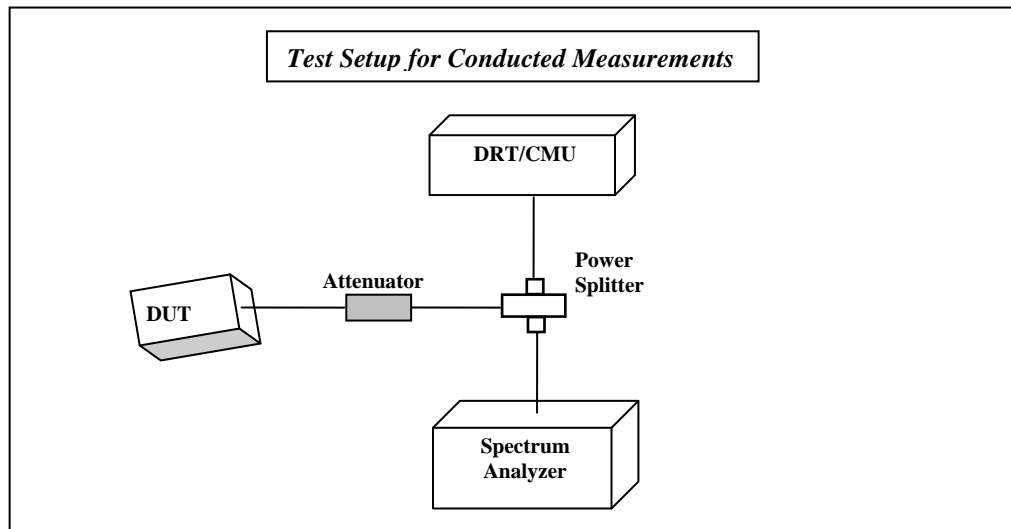 Test Setup for Conducted Measurements
DRT/CMU
Power
Splitter
Attenuator
DUT
Spectrum
Analyzer